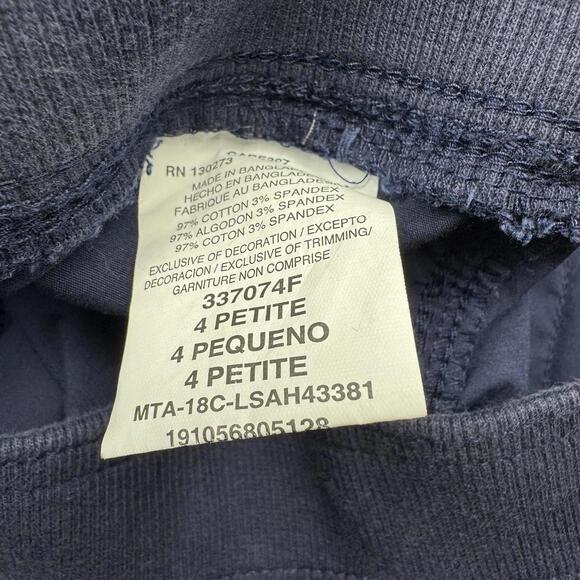 RN 130273
MADE IN BANGLADESH
HECHO EN BANGLADESH
FABRIQUE AU BANGLADESH
97% COTTON 3% SPANDEX
97% ALGODON 3% SPANDEX
97% COTON 3% SPANDEX
EXCLUSIVE OF DECORATION / EXCEPTO
DECORACION / EXCLUSIVE OF TRIMMING/
GARNITURE NON COMPRISE
337074F
4 PETITE
4 PEQUENO
4 PETITE
MTA-18C-LSAH43381
191056805128